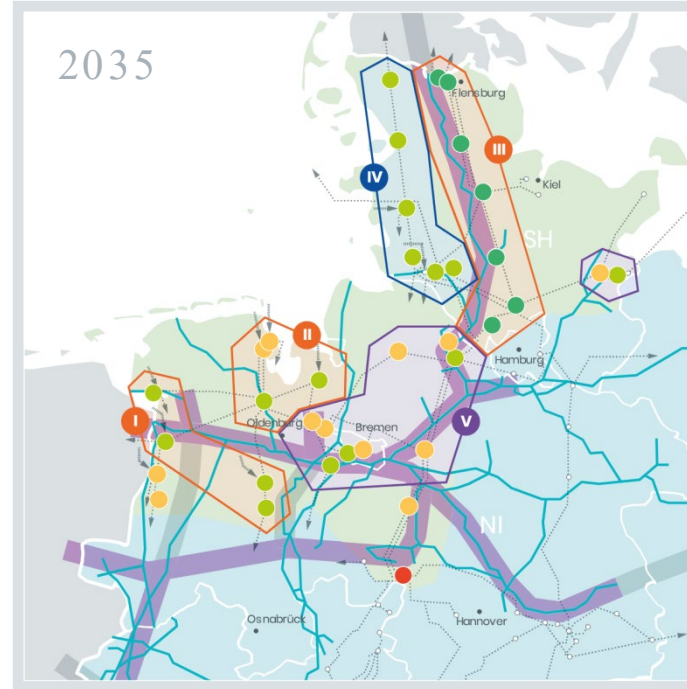 2035
Flensburg
III
IV
Kiel
SH
II
Hamburg
I
Oldenburg
Bremen
V
NI
Osnabrück
Hannover